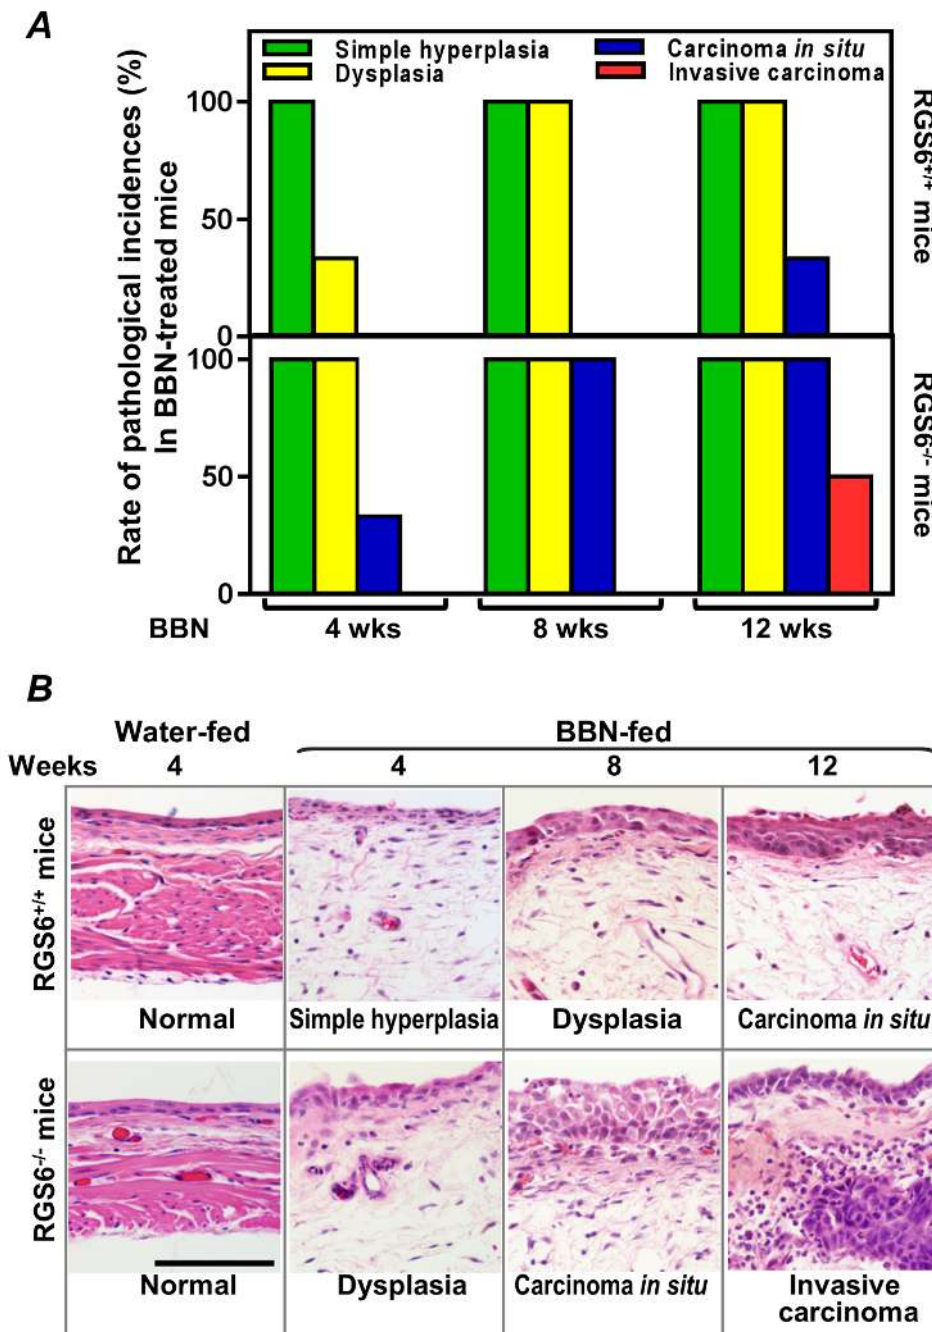 A
Simple hyperplasia
Dysplasia
Carcinoma in situ
Invasive carcinoma
Rate of pathological incidences (%)
In BBN-treated mice
100
50
0
RGS6+/+ mice
100
50
0
RGS6-/- mice
BBN 4 wks 8 wks 12 wks
B
Water-fed BBN-fed
Weeks 4 4 8 12
RGS6+/+ mice
Normal Simple hyperplasia Dysplasia Carcinoma in situ
RGS6-/- mice
Normal Dysplasia Carcinoma in situ Invasive
carcinoma